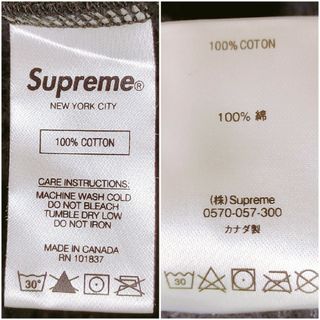 Supreme®
NEW YORK CITY
100% COTTON
CARE INSTRUCTIONS:
MACHINE WASH COLD
DO NOT BLEACH
TUMBLE DRY LOW
DO NOT IRON
MADE IN CANADA
RN 101837
30°
100% COTON
100% 綿
(株) Supreme
0570-057-300
カナダ製
30